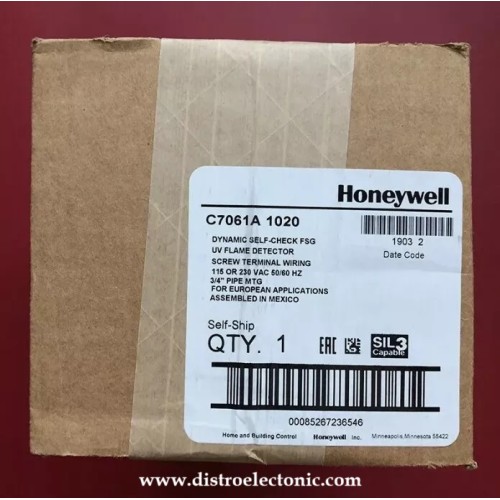 Honeywell
C7061A 1020
1903 2
Date Code
DYNAMIC SELF-CHECK FSG
UV FLAME DETECTOR
SCREW TERMINAL WIRING
115 OR 230 VAC 50/60 HZ
3/4" PIPE MTG
FOR EUROPEAN APPLICATIONS
ASSEMBLED IN MEXICO
Self-Ship
QTY. 1
EAC
SIL3
Capable
00085267236546
Home and Building Control Honeywell Inc. Minneapolis,Minnesota 55422
www.distroelectonic.com